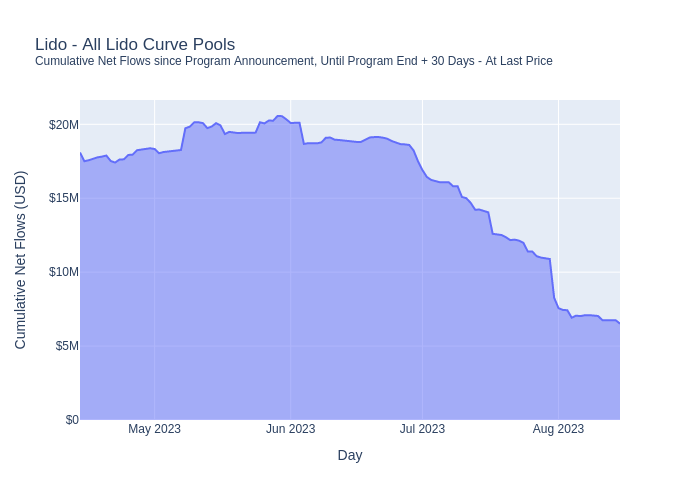 Lido - All Lido Curve Pools
Cumulative Net Flows since Program Announcement, Until Program End + 30 Days - At Last Price
Cumulative Net Flows (USD)
$20M
$15M
$10M
$5M
$0
May 2023
Jun 2023
Jul 2023
Aug 2023
Day